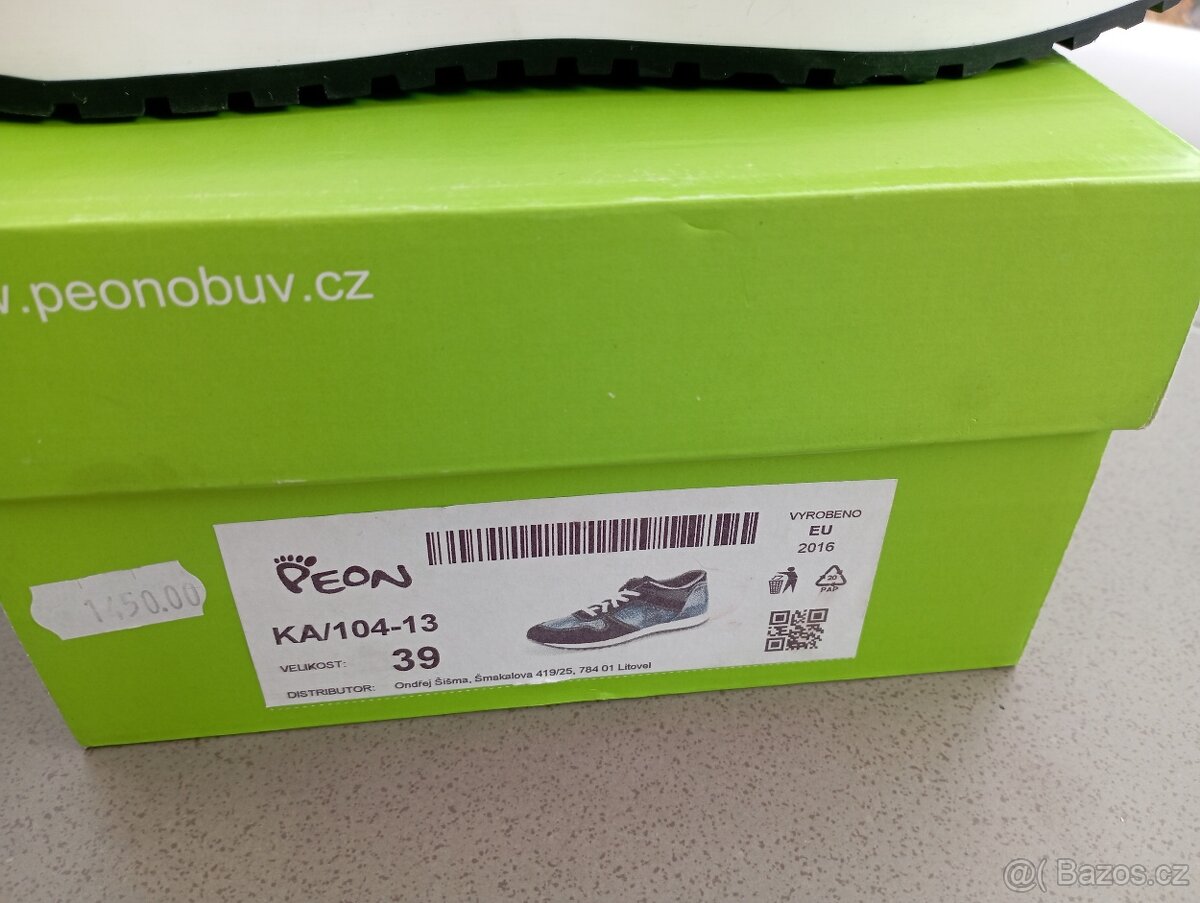 w.peonobuv.cz
1450.00
PEON
KA/104-13
VELIKOST: 39
DISTRIBUTOR: Ondřej Šišma, Šmakalova 419/25, 784 01 Litovel
VYROBENO
EU
2016
20
PAP
@( Bazos.cz